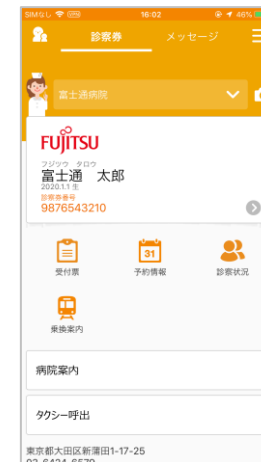 SIMなし 16:02 46%
診察券 メッセージ
富士通病院
FUJITSU
フジツウ タロウ
富士通 太郎
2020.1.1 生
診察券番号
9876543210
受付票 予約情報 診察状況
31
乗換案内
病院案内
タクシー呼出
東京都大田区新蒲田1-17-25
03-6424-6579